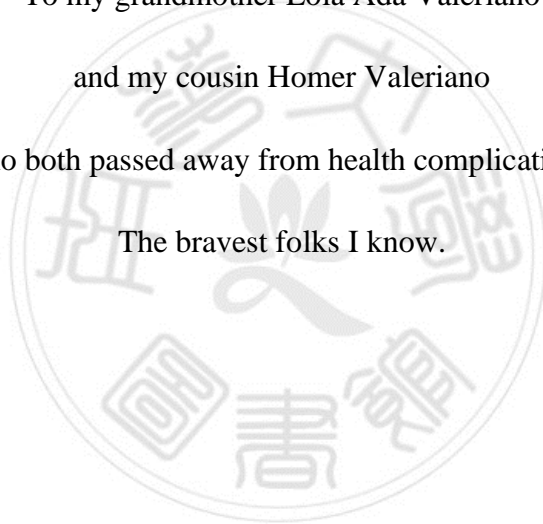 To my grandmother Lola Ada Valeriano
and my cousin Homer Valeriano
both passed away from health
The bravest folks I know.
書